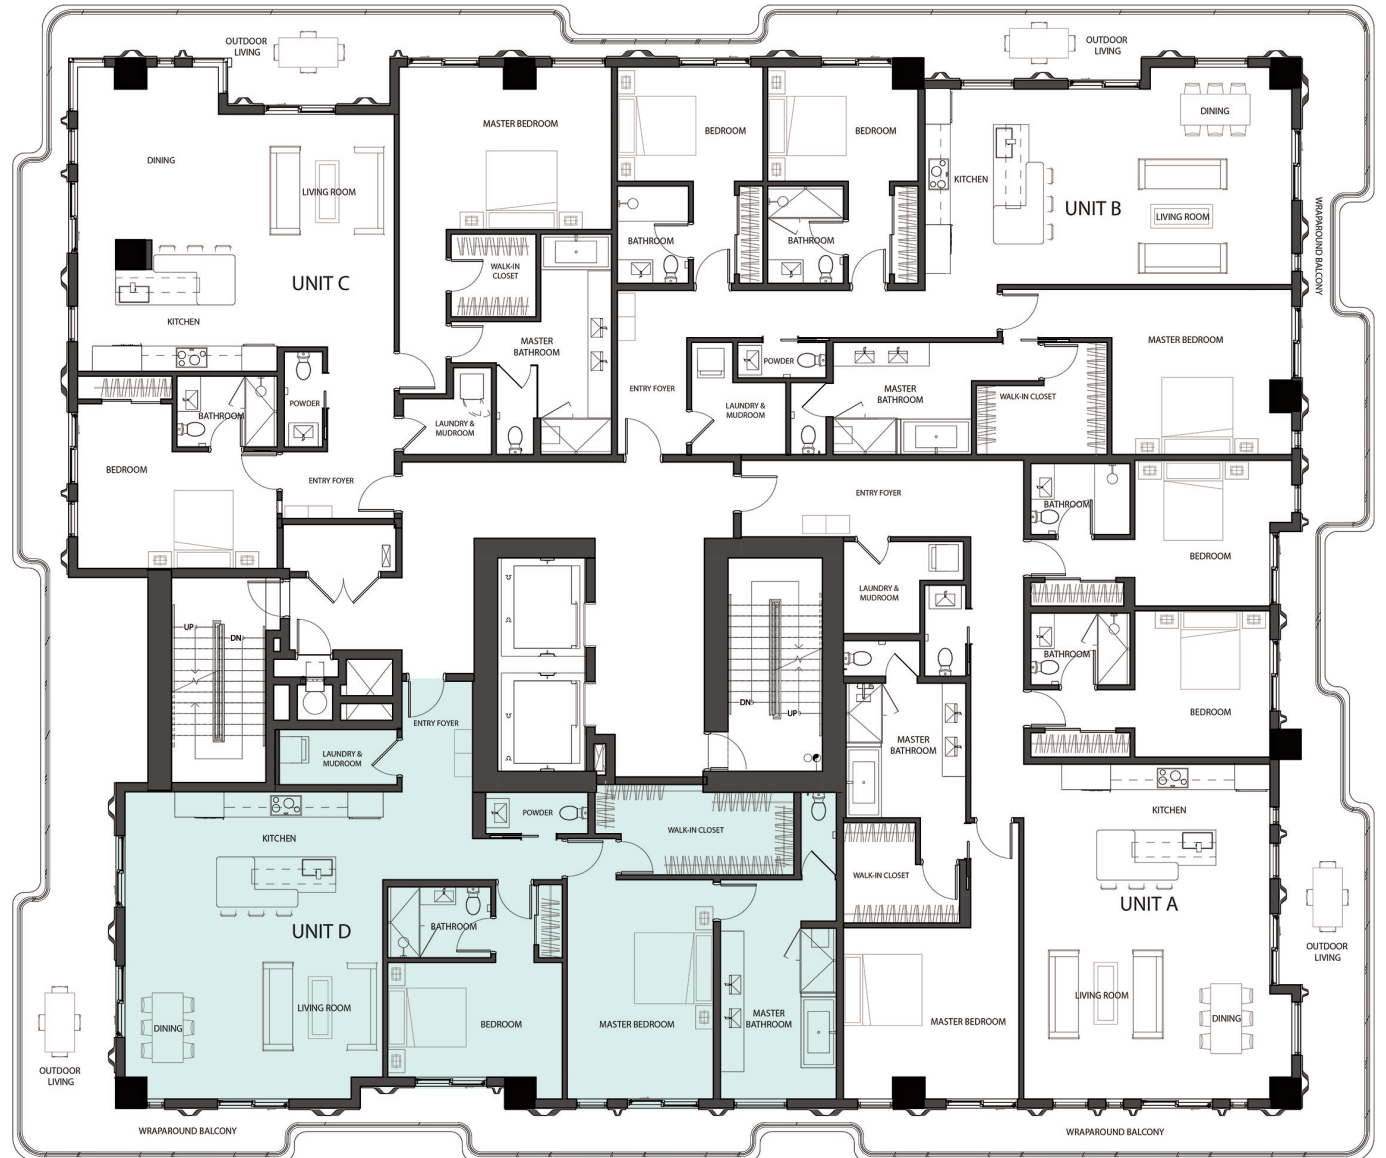 OUTDOOR
LIVING
OUTDOOR
LIVING
MASTER BEDROOM
BEDROOM
BEDROOM
DINING
DINING
LIVING ROOM
KITCHEN
UNIT B
LIVING ROOM
WRAPAROUND BALCONY
BATHROOM
BATHROOM
WALK-IN
CLOSET
UNIT C
KITCHEN
MASTER
BATHROOM
MASTER BEDROOM
POWDER
ENTRY FOYER
MASTER
BATHROOM
WALK-IN CLOSET
POWDER
BATHROOM
LAUNDRY &
MUDROOM
LAUNDRY &
MUDROOM
BEDROOM
ENTRY FOYER
ENTRY FOYER
BATHROOM
BEDROOM
LAUNDRY &
MUDROOM
UP
DN
BATHROOM
DN
UP
BEDROOM
ENTRY FOYER
LAUNDRY &
MUDROOM
MASTER
BATHROOM
KITCHEN
POWDER
WALK-IN CLOSET
KITCHEN
WALK-IN CLOSET
UNIT D
BATHROOM
UNIT A
OUTDOOR
LIVING
LIVING ROOM
DINING
BEDROOM
MASTER BEDROOM
MASTER
BATHROOM
MASTER BEDROOM
LIVING ROOM
DINING
OUTDOOR
LIVING
WRAPAROUND BALCONY
WRAPAROUND BALCONY